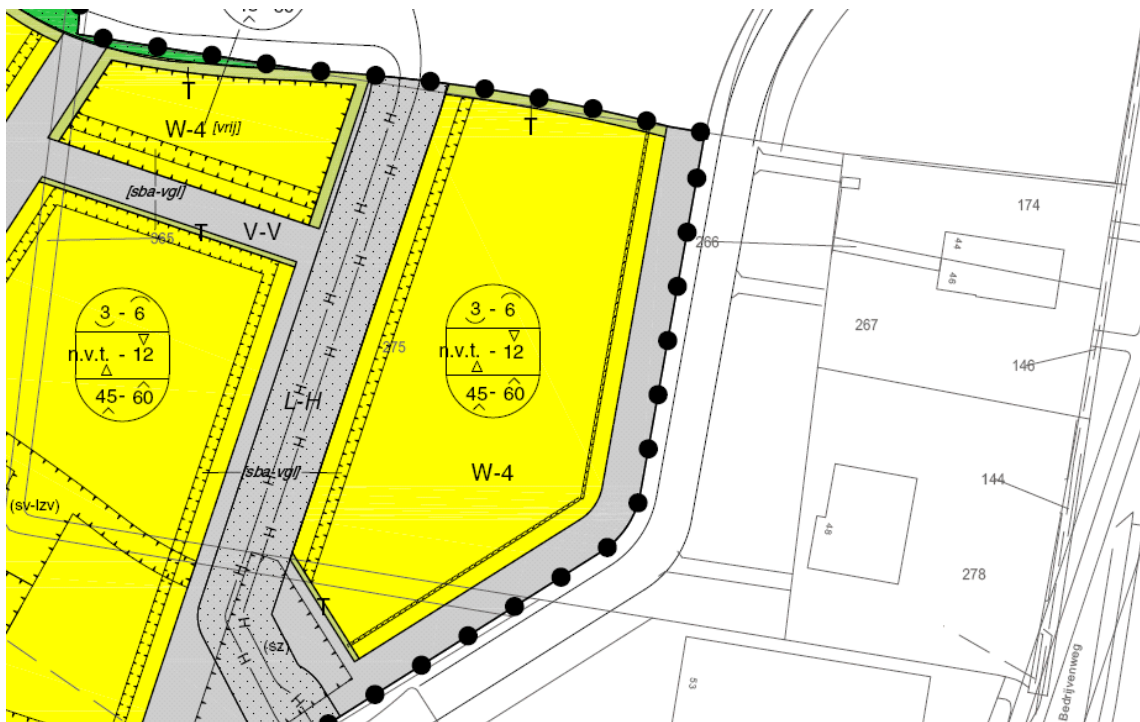 T
W-4 [vrij]
[sba-vgl]
V-V
T
365
3 - 6
n.v.t. - 12
45- 60
(sv-lzv)
H
H
H
H
H
H
H
H
H
H
H
H
L-H
[sba-vgl]
(sz)
T
T
275
3 - 6
n.v.t. - 12
45- 60
W-4
266
174
44
46
267
146
144
48
278
53
Bedrijvenweg